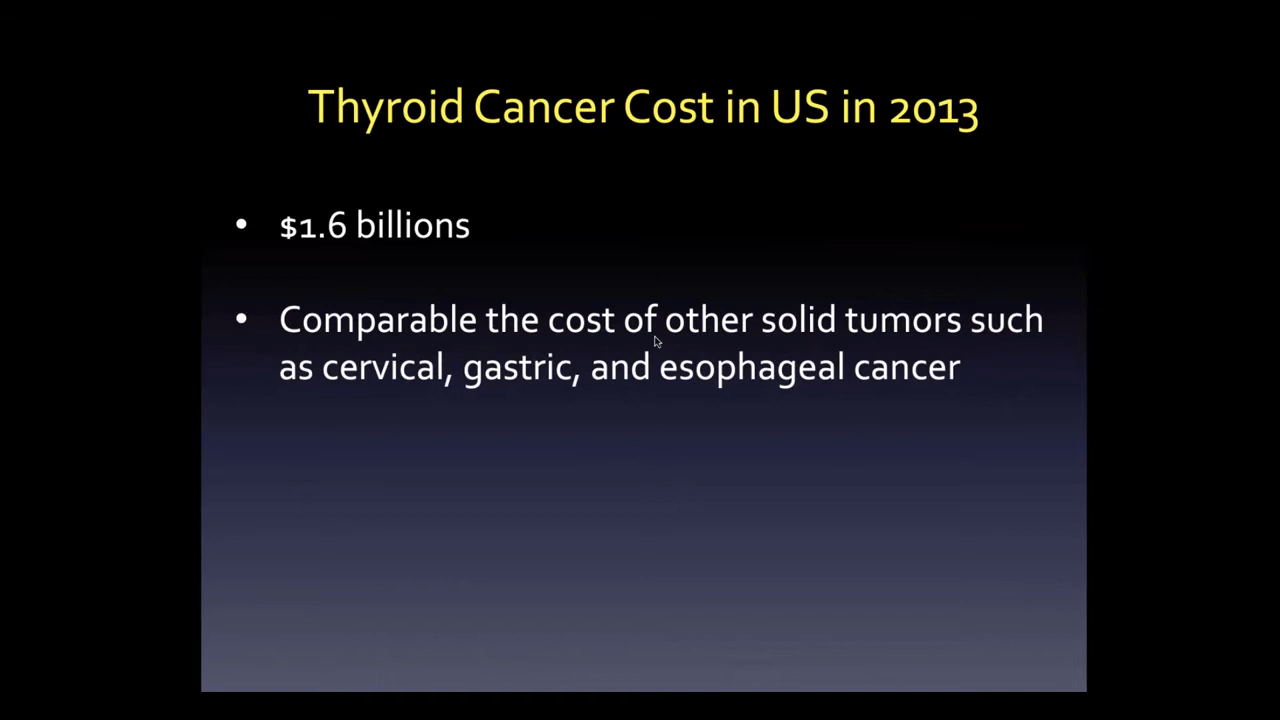 Thyroid Cancer Cost in US in 2013
• $1.6 billions
• Comparable the cost of other solid tumors such
as cervical, gastric, and esophageal cancer